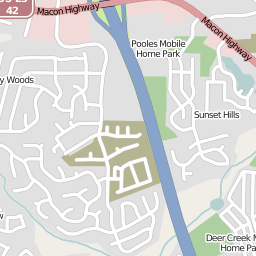 42
Macon Highway
Macon Highway
Pooles Mobile
Home Park
y Woods
Sunset Hills
Deer Creek M
Home Pa